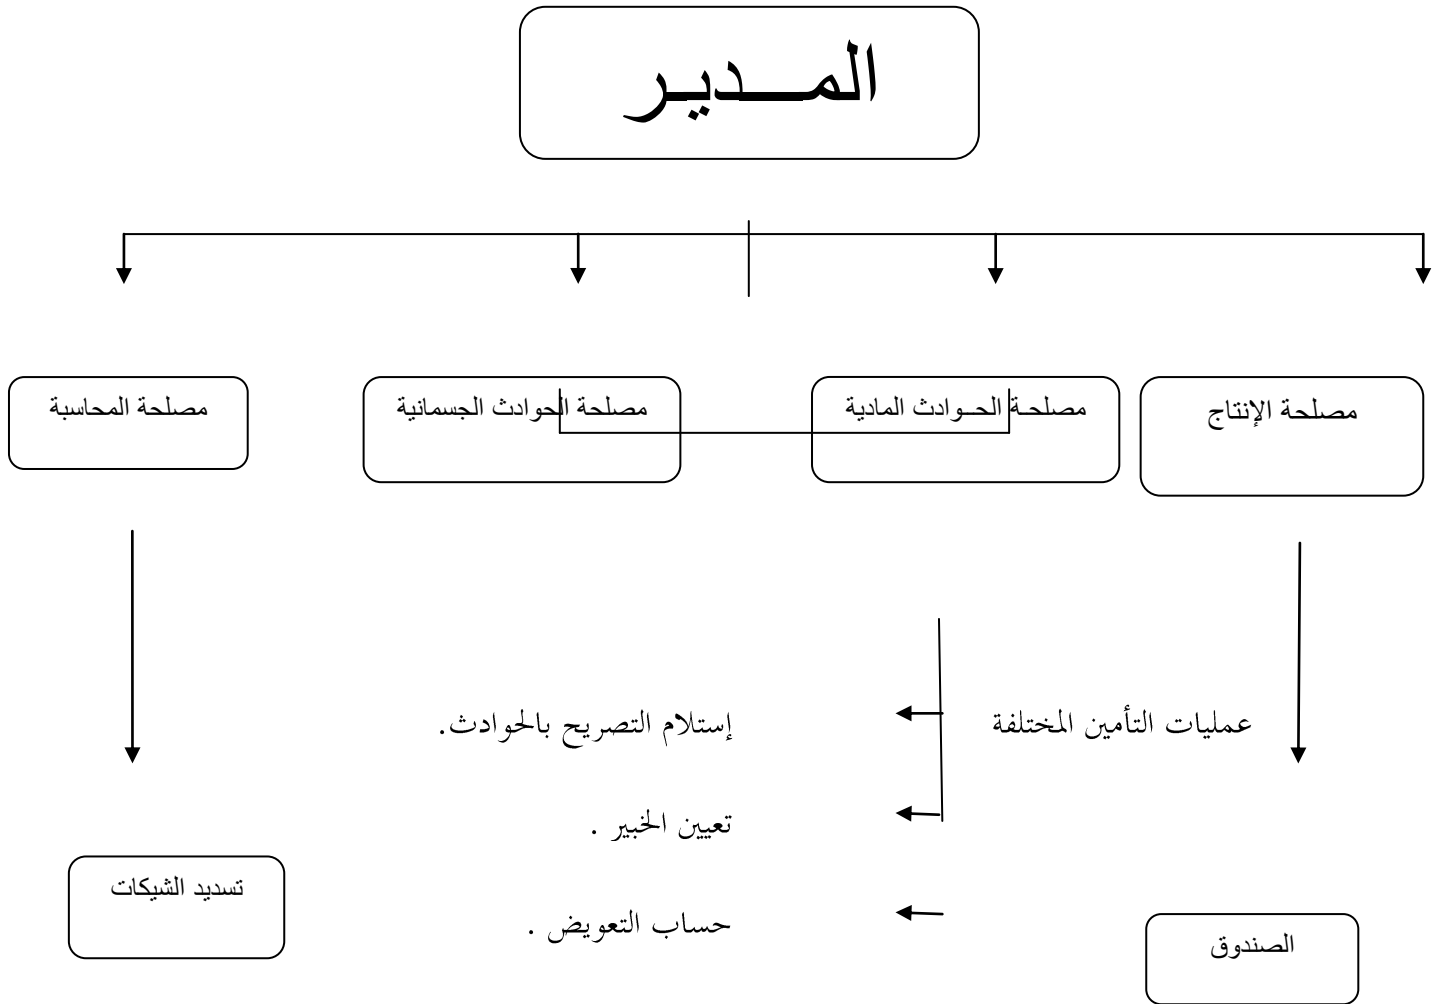 المـــدير
مصلحة الإنتاج
مصلحـة الحـوادث المادية
مصلحة الحوادث الجسمانية
مصلحة المحاسبة
عمليات التأمين المختلفة
إستلام التصريح بالحوادث.
تعيين الخبير .
حساب التعويض .
تسديد الشيكات
الصندوق